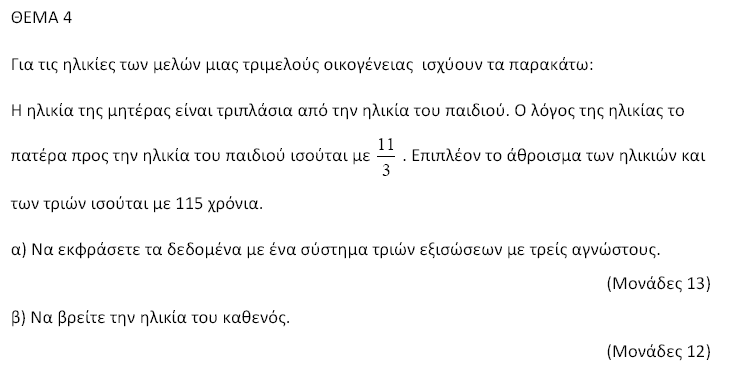 ΘΕΜΑ 4
Για τις ηλικίες των μελών μιας τριμελούς οικογένειας ισχύουν τα παρακάτω:
Η ηλικία της μητέρας είναι τριπλάσια από την ηλικία του παιδιού. Ο λόγος της ηλικίας το
πατέρα προς την ηλικία του παιδιού ισούται με 11/3 . Επιπλέον το άθροισμα των ηλικιών και
των τριών ισούται με 115 χρόνια.
α) Να εκφράσετε τα δεδομένα με ένα σύστημα τριών εξισώσεων με τρείς αγνώστους.
(Μονάδες 13)
β) Να βρείτε την ηλικία του καθενός.
(Μονάδες 12)